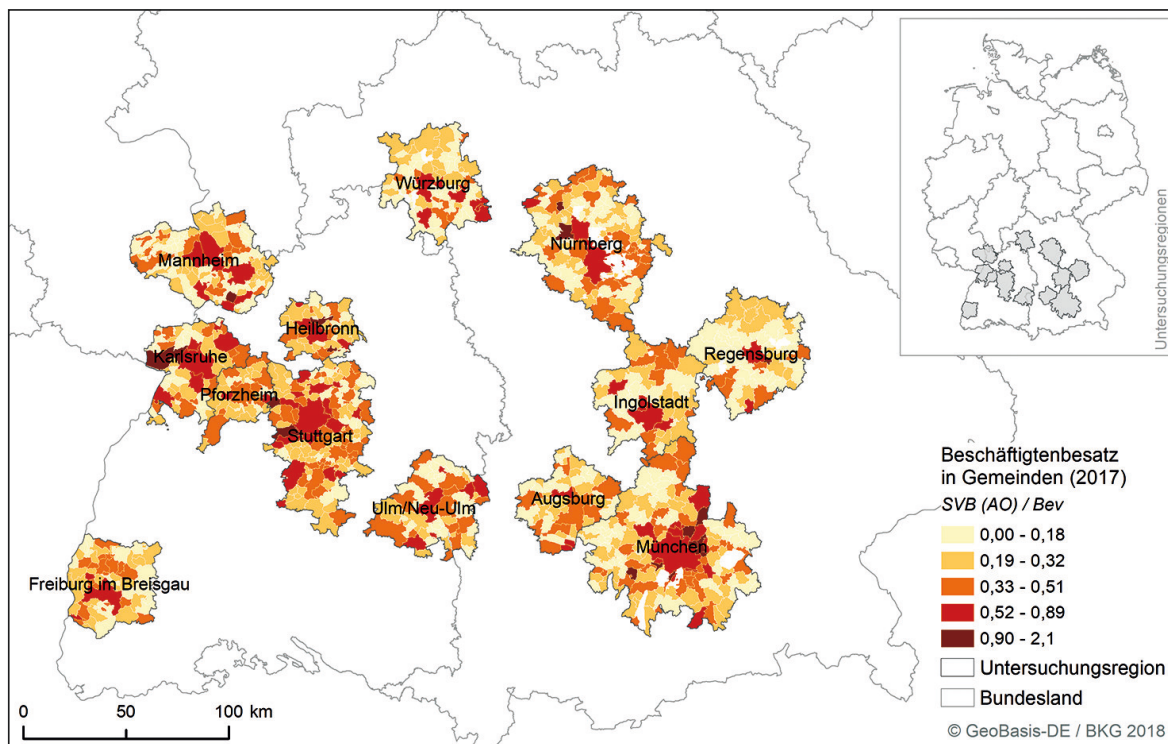 Würzburg
Nürnberg
Mannheim
Heilbronn
Karlsruhe
Regensburg
Pforzheim
Ingolstadt
Stuttgart
Ulm/Neu-Ulm
Augsburg
München
Freiburg im Breisgau
Untersuchungsregionen
Beschäftigtenbesatz
in Gemeinden (2017)
SVB (AO) / Bev
0,00 - 0,18
0,19 - 0,32
0,33 - 0,51
0,52 - 0,89
0,90 - 2,1
Untersuchungsregion
Bundesland
0 50 100 km
© GeoBasis-DE / BKG 2018